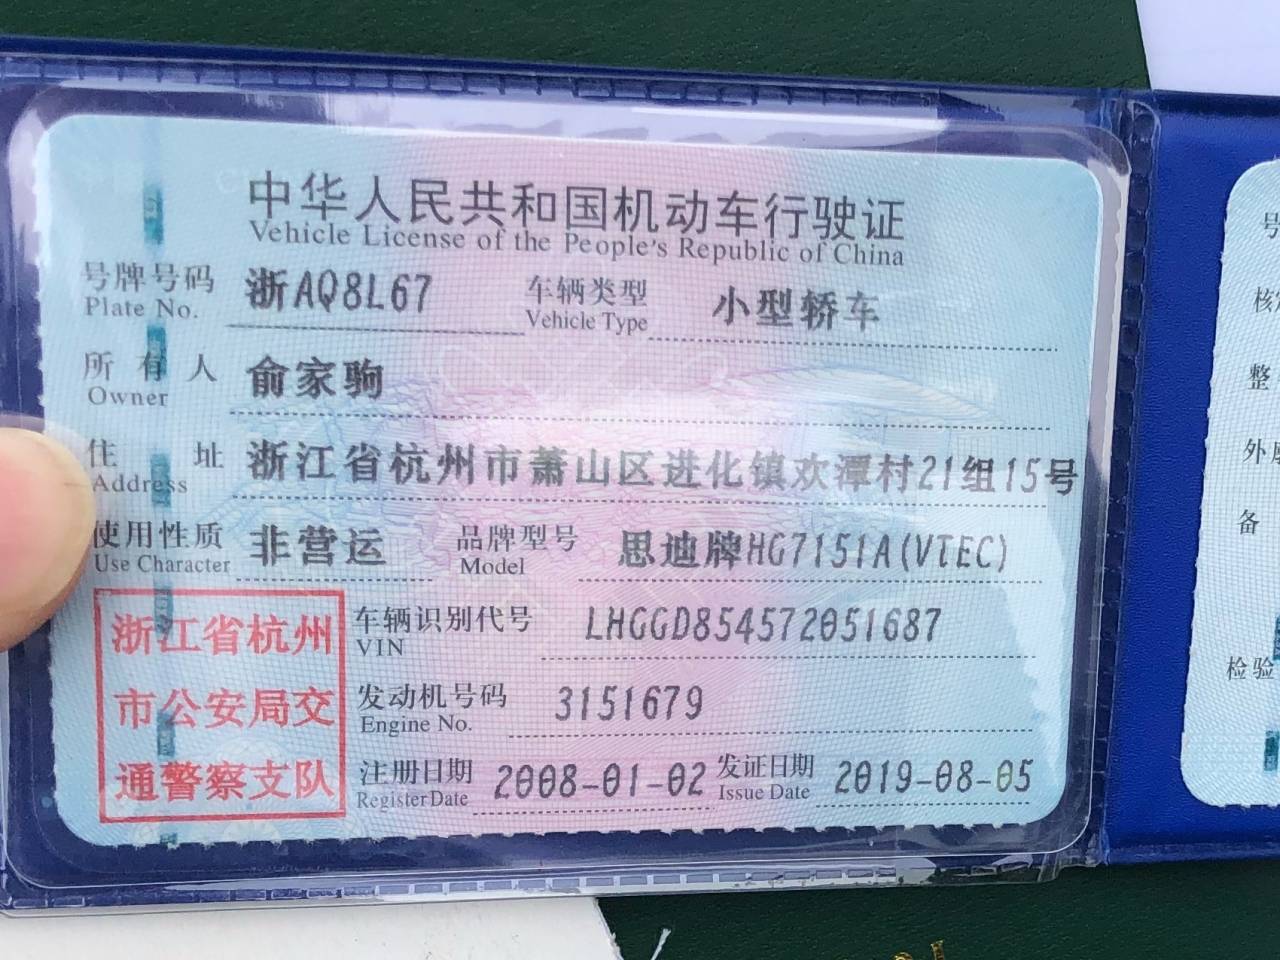 中华人民共和国机动车行驶证
Vehicle License of the People's Republic of China
号牌号码 浙AQ8L67 车辆类型 小型轿车
Plate No. Vehicle Type
所有人 俞家驹
Owner
住址 浙江省杭州市萧山区进化镇欢潭村21组15号
Address
使用性质 非营运 品牌型号 思迪牌HG7151A(VTEC)
Use Character Model
浙江省杭州
市公安局交
通警察支队
车辆识别代号 LHGGD854572051687
VIN
发动机号码 3151679
Engine No.
注册日期 2008-01-02 发证日期 2019-08-05
Register Date Issue Date
号
核
整
外
备
检验